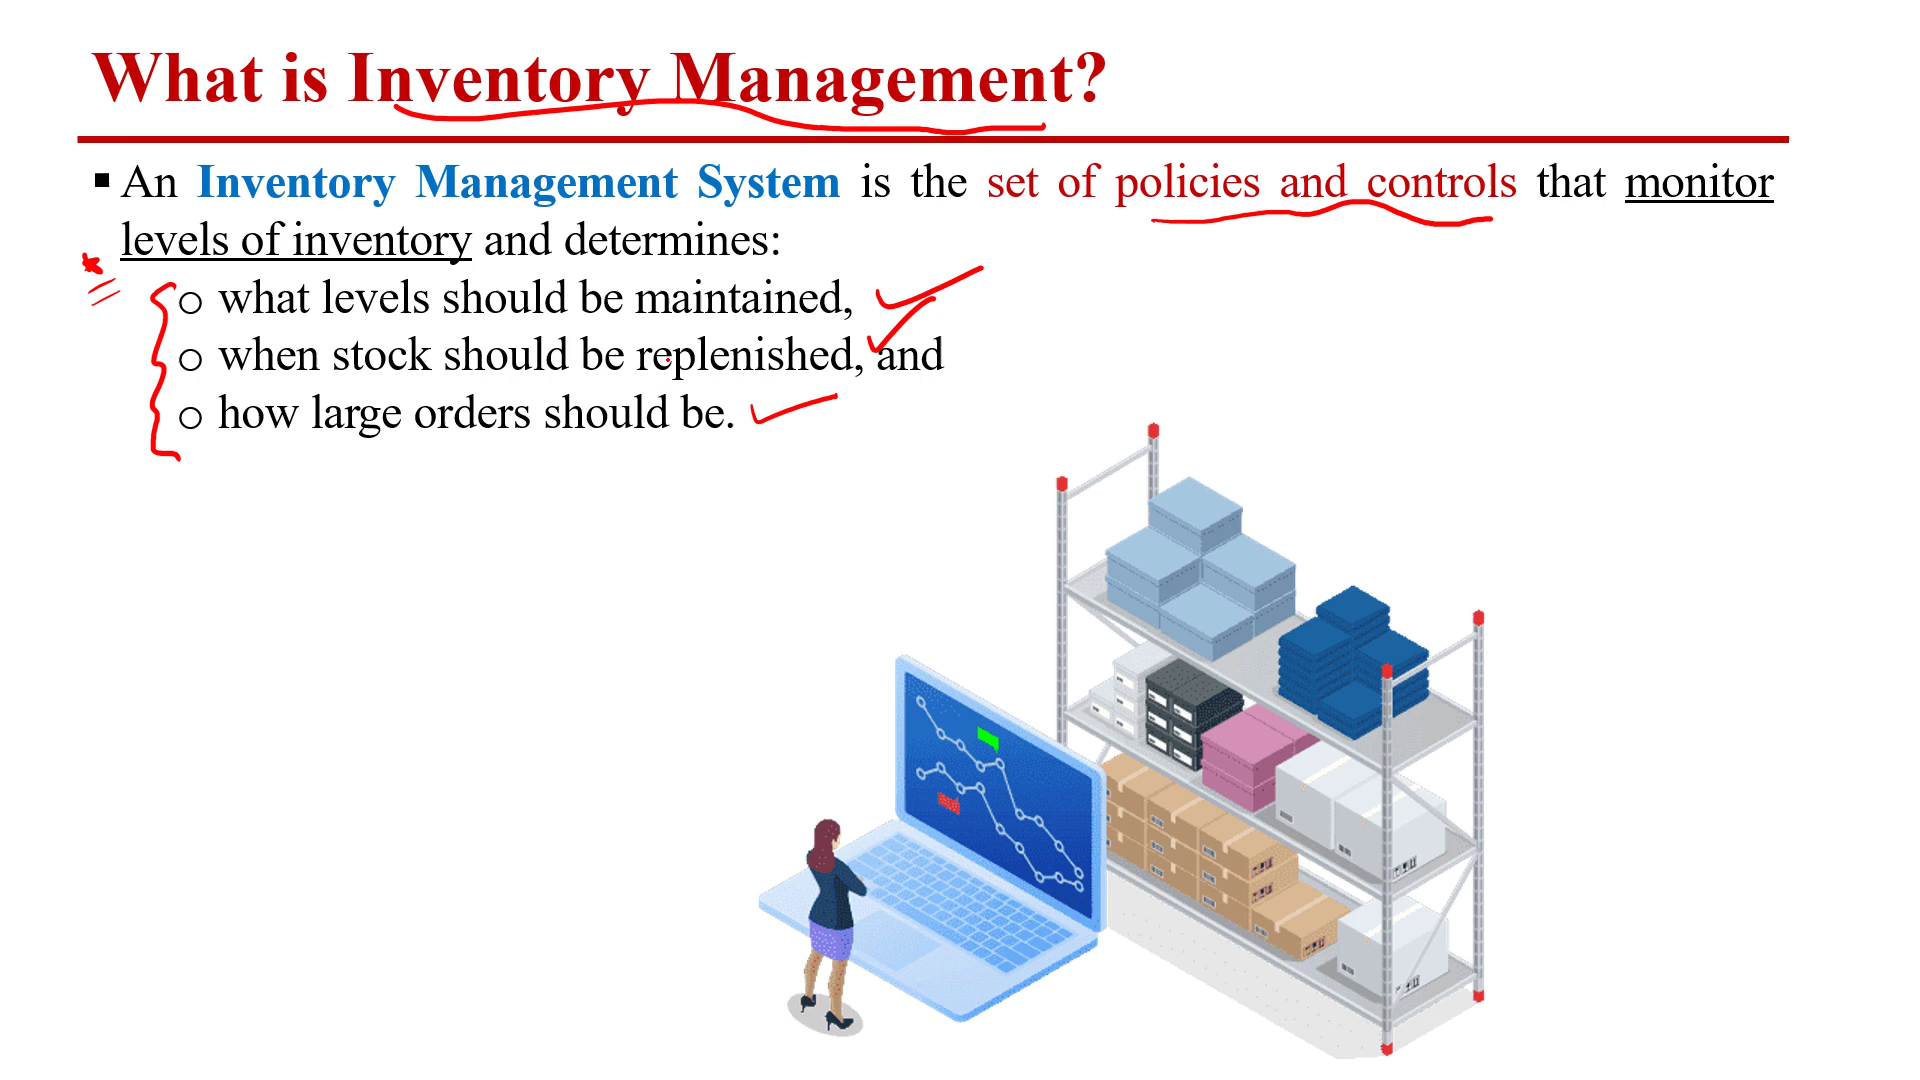 What is Inventory Management?
▪ An Inventory Management System is the set of policies and controls that monitor
levels of inventory and determines:
o what levels should be maintained,
o when stock should be replenished, and
o how large orders should be.